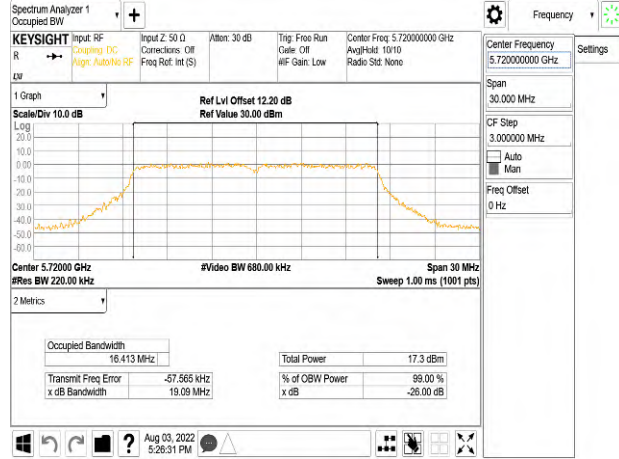 Spectrum Analyzer 1
Occupied BW
Frequency
KEYSIGHT
R
Input: RF
Coupling: DC
Align: Auto/No RF
Input Z: 50 Ω
Corrections: Off
Freq Ref: Int (S)
Atten: 30 dB
Trig: Free Run
Gate: Off
#IF Gain: Low
Center Freq: 5.720000000 GHz
Avg|Hold: 10/10
Radio Std: None
Center Frequency
5.720000000 GHz
Settings
Span
30.000 MHz
CF Step
3.000000 MHz
Auto
Man
Freq Offset
0 Hz
1 Graph
Scale/Div 10.0 dB
Ref Lvl Offset 12.20 dB
Ref Value 30.00 dBm
Log
20.0
10.0
0.00
-10.0
-20.0
-30.0
-40.0
-50.0
-60.0
Center 5.72000 GHz
#Video BW 680.00 kHz
Span 30 MHz
#Res BW 220.00 kHz
Sweep 1.00 ms (1001 pts)
2 Metrics
Occupied Bandwidth
16.413 MHz
Total Power 17.3 dBm
Transmit Freq Error -57.565 kHz
% of OBW Power 99.00 %
x dB Bandwidth 19.09 MHz
x dB -26.00 dB
?
Aug 03, 2022
5:26:31 PM